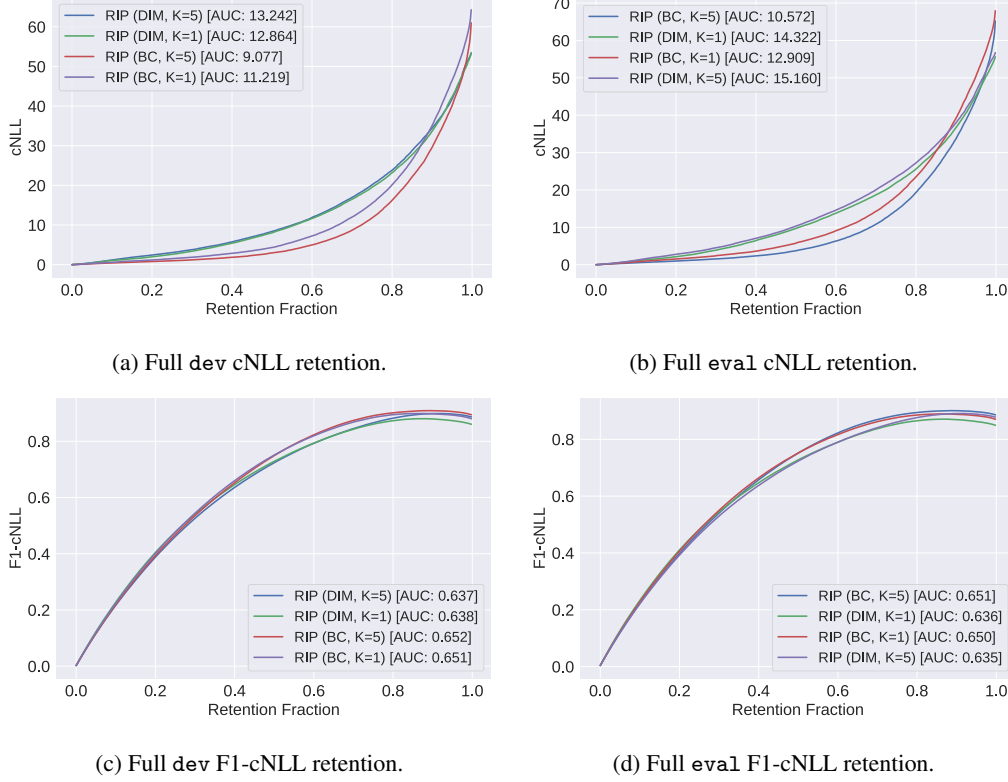 RIP (DIM, K=5) [AUC: 13.242]
RIP (DIM, K=1) [AUC: 12.864]
RIP (BC, K=5) [AUC: 9.077]
RIP (BC, K=1) [AUC: 11.219]
60
50
40
30
20
10
0
cNLL
0.0 0.2 0.4 0.6 0.8 1.0
Retention Fraction
(a) Full dev cNLL retention.
RIP (BC, K=5) [AUC: 10.572]
RIP (DIM, K=1) [AUC: 14.322]
RIP (BC, K=1) [AUC: 12.909]
RIP (DIM, K=5) [AUC: 15.160]
70
60
50
40
30
20
10
0
cNLL
0.0 0.2 0.4 0.6 0.8 1.0
Retention Fraction
(b) Full eval cNLL retention.
0.8
0.6
0.4
0.2
0.0
F1-cNLL
RIP (DIM, K=5) [AUC: 0.637]
RIP (DIM, K=1) [AUC: 0.638]
RIP (BC, K=5) [AUC: 0.652]
RIP (BC, K=1) [AUC: 0.651]
0.0 0.2 0.4 0.6 0.8 1.0
Retention Fraction
(c) Full dev F1-cNLL retention.
0.8
0.6
0.4
0.2
0.0
F1-cNLL
RIP (BC, K=5) [AUC: 0.651]
RIP (DIM, K=1) [AUC: 0.636]
RIP (BC, K=1) [AUC: 0.650]
RIP (DIM, K=5) [AUC: 0.635]
0.0 0.2 0.4 0.6 0.8 1.0
Retention Fraction
(d) Full eval F1-cNLL retention.